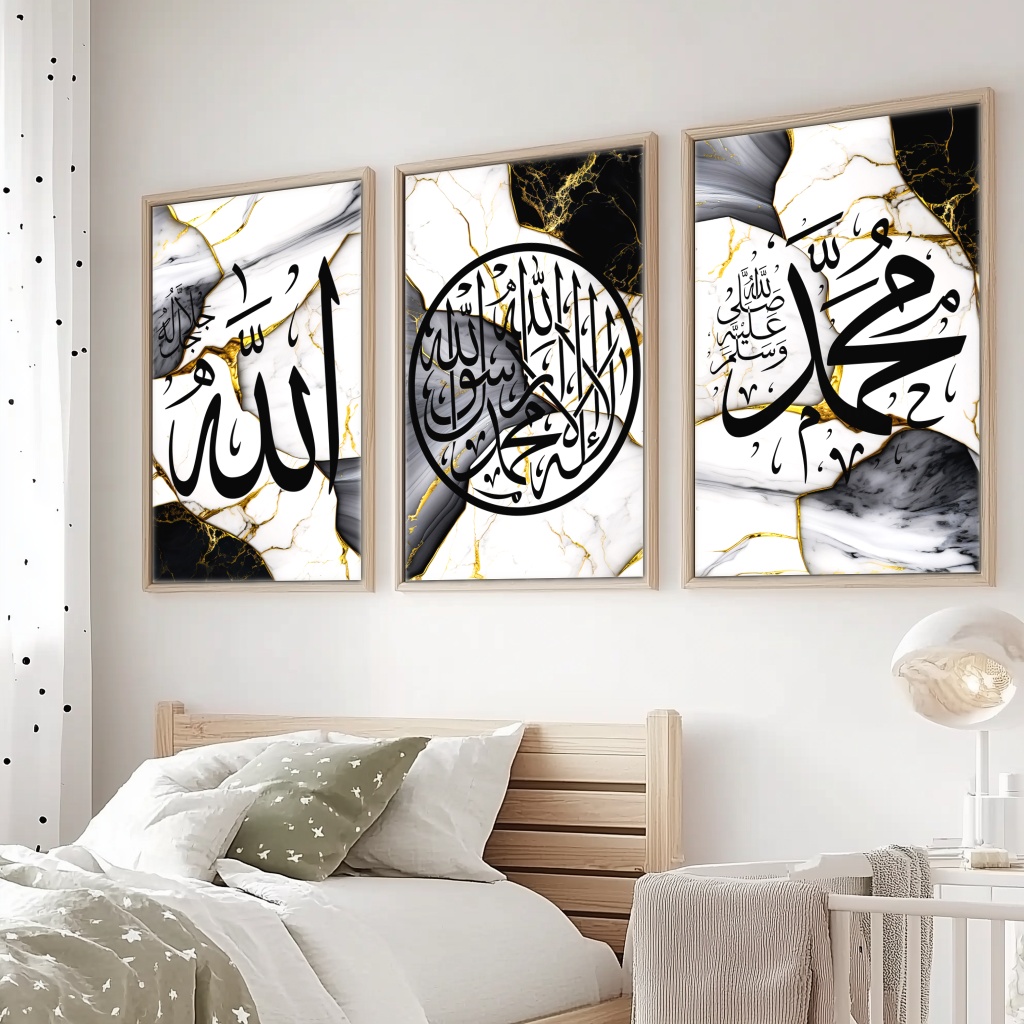 الله
جل جلاله
لا إله إلا الله محمد رسول الله
محمد
صلى الله عليه وسلم